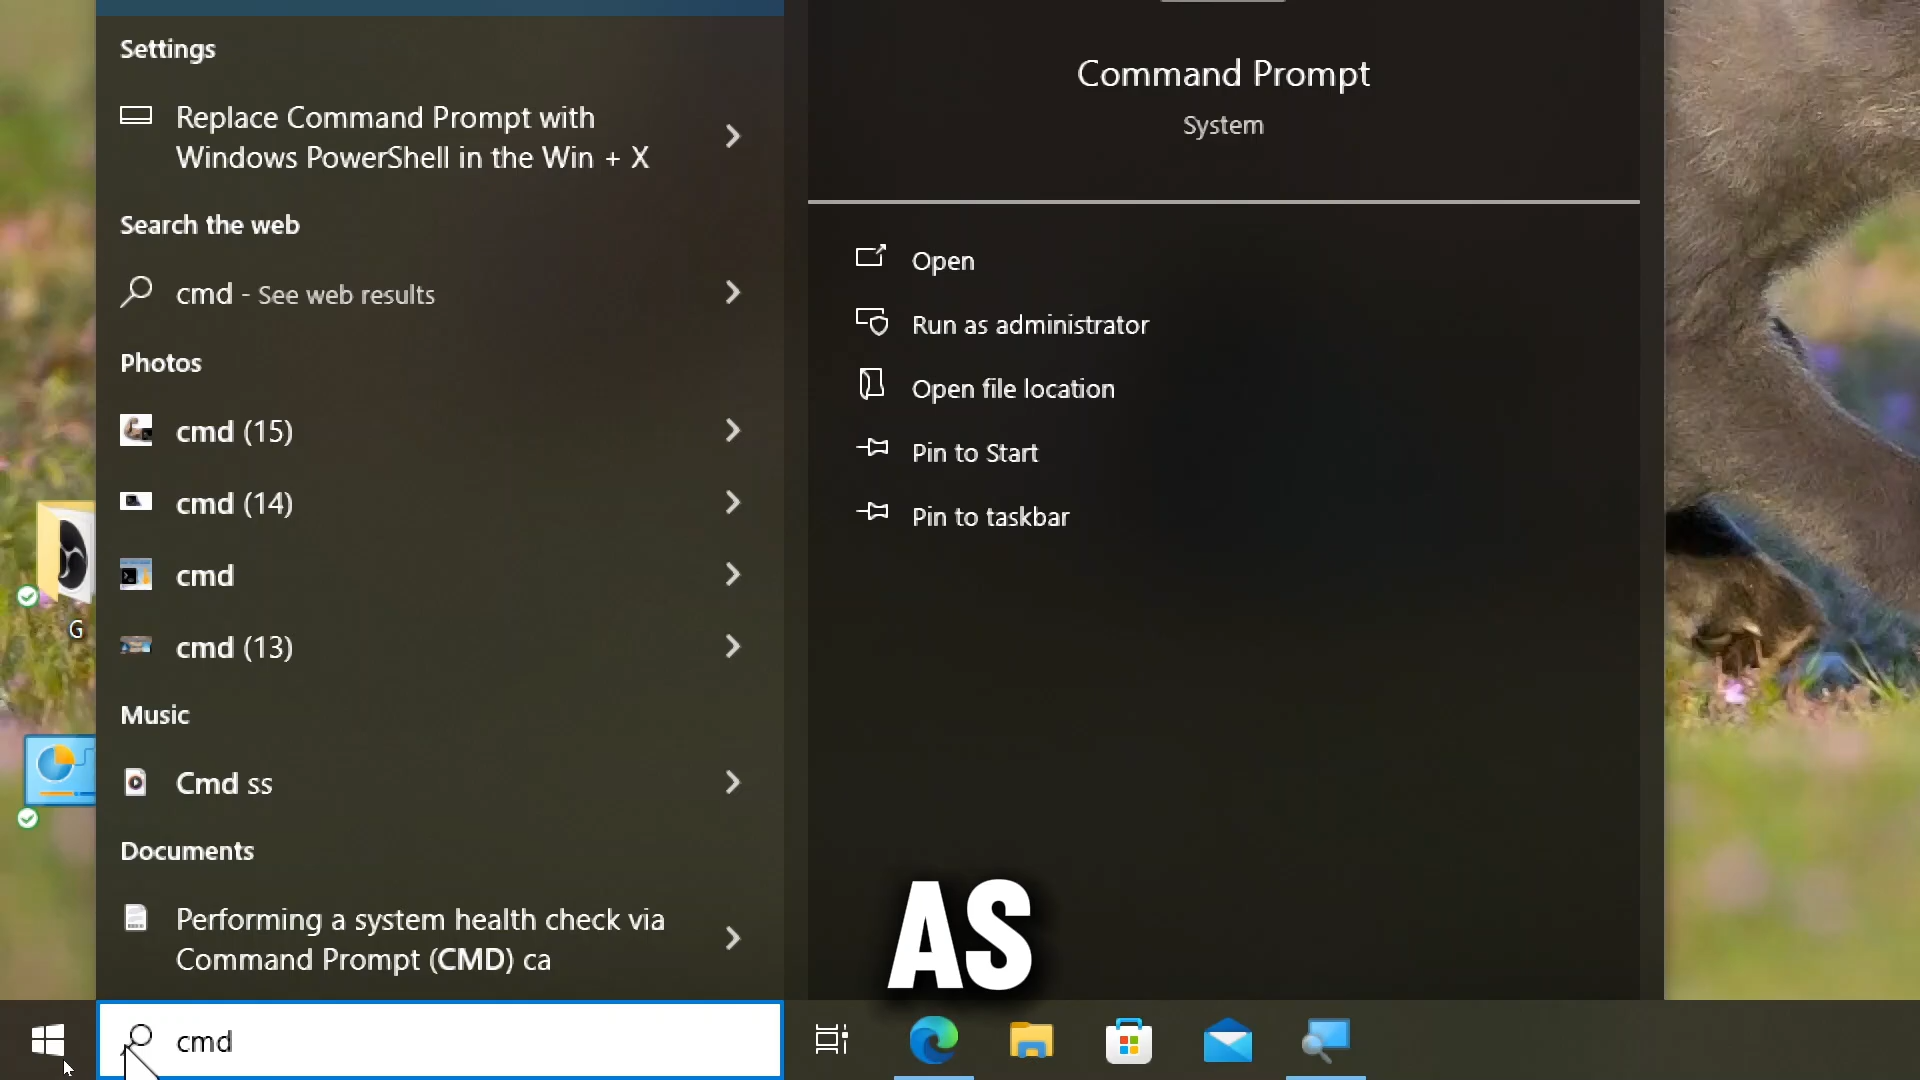 Settings
Replace Command Prompt with
Windows PowerShell in the Win + X
Search the web
cmd - See web results
Photos
cmd (15)
cmd (14)
cmd
cmd (13)
Music
Cmd ss
Documents
Performing a system health check via
Command Prompt (CMD) ca
cmd
Command Prompt
System
Open
Run as administrator
Open file location
Pin to Start
Pin to taskbar
AS
G